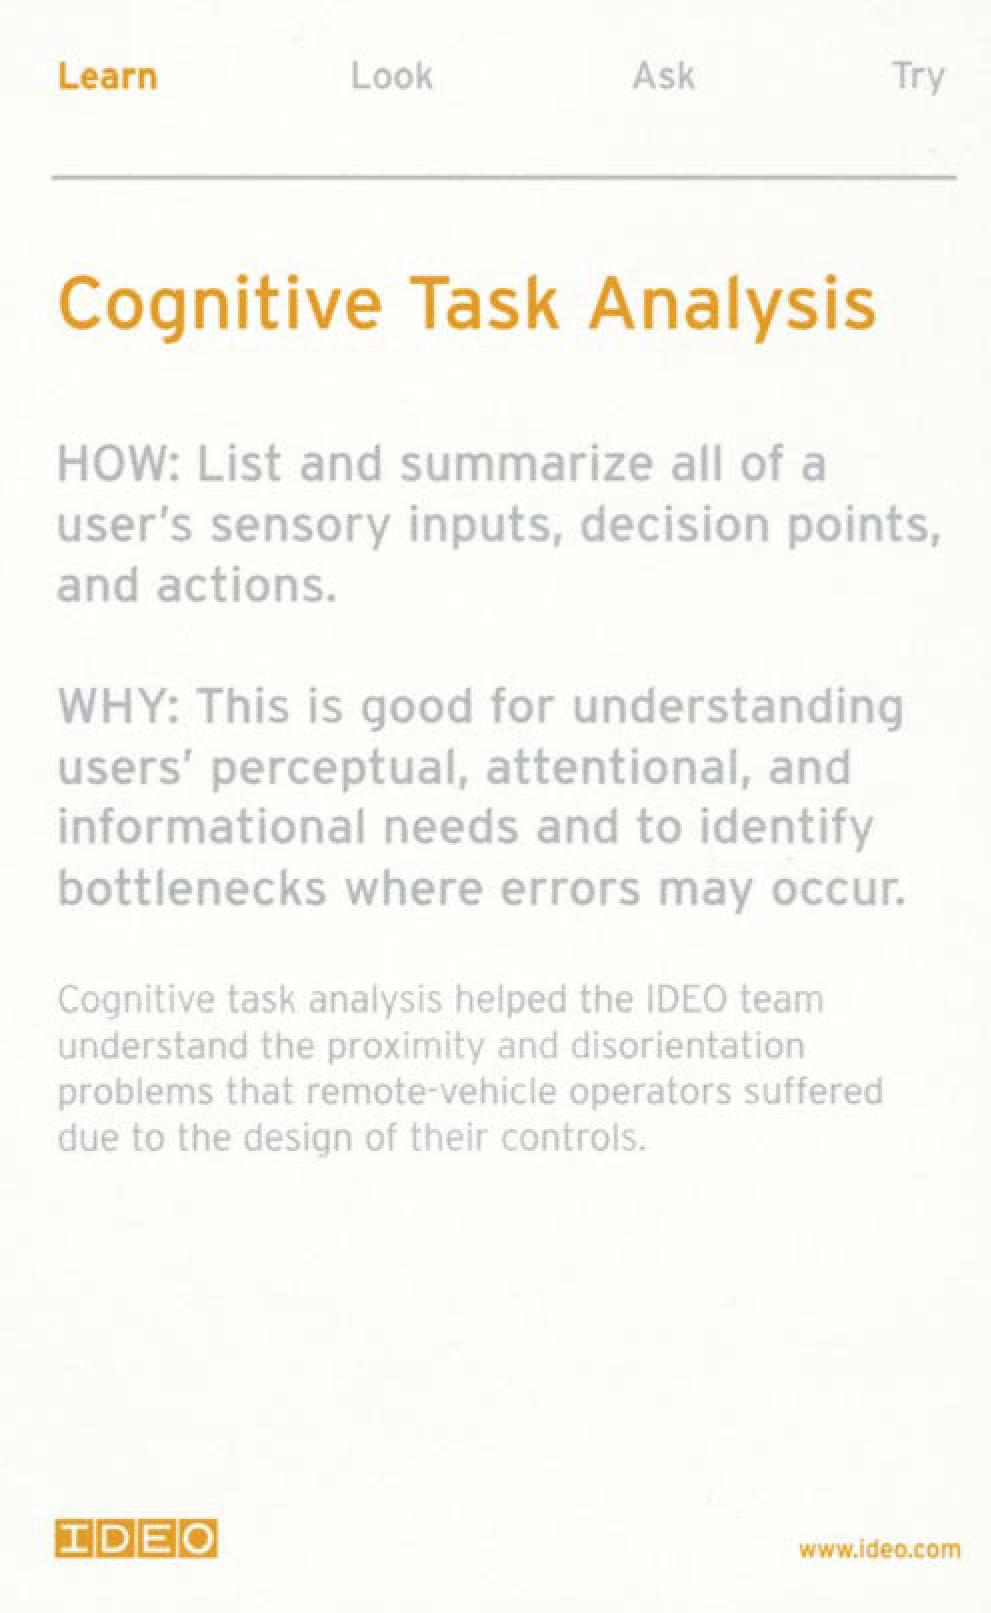 Learn Look Ask Try
Cognitive Task Analysis
HOW: List and summarize all of a
user's sensory inputs, decision points,
and actions.
WHY: This is good for understanding
users' perceptual, attentional, and
informational needs and to identify
bottlenecks where errors may occur.
Cognitive task analysis helped the IDEO team
understand the proximity and disorientation
problems that remote-vehicle operators suffered
due to the design of their controls.
IDEO www.ideo.com